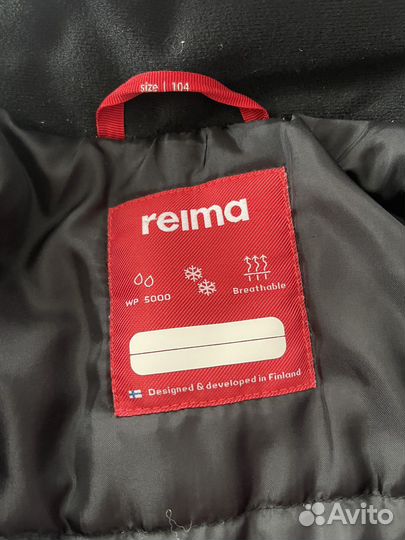 size | 104
reima
WP 5000
Breathable
Designed & developed in Finland
Avito